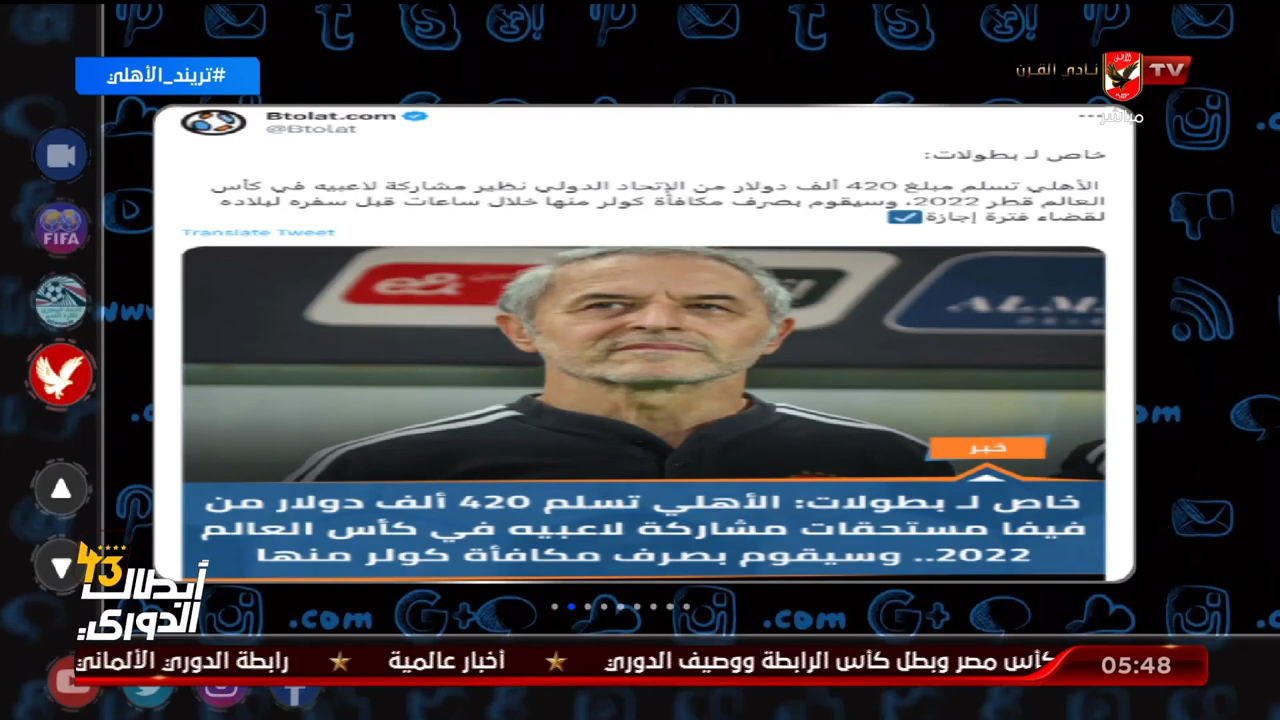 #تريند_الأهلي
نادي القرن
TV
مباشر
Btolat.com
@Btolat
خاص لـ بطولات:
الأهلي تسلم مبلغ 420 ألف دولار من الإتحاد الدولي نظير مشاركة لاعبيه في كأس
العالم قطر 2022، وسيقوم بصرف مكافأة كولر منها خلال ساعات قبل سفره لبلاده
لقضاء فترة إجازة
Translate Tweet
FIFA
e&
خبر
خاص لـ بطولات: الأهلي تسلم 420 ألف دولار من
فيفا مستحقات مشاركة لاعبيه في كأس العالم
2022.. وسيقوم بصرف مكافأة كولر منها
43
أبطال
الدوري
.com
.com
G+
G+
كأس مصر وبطل كأس الرابطة ووصيف الدوري ★ أخبار عالمية ★ رابطة الدوري الألماني
05:48